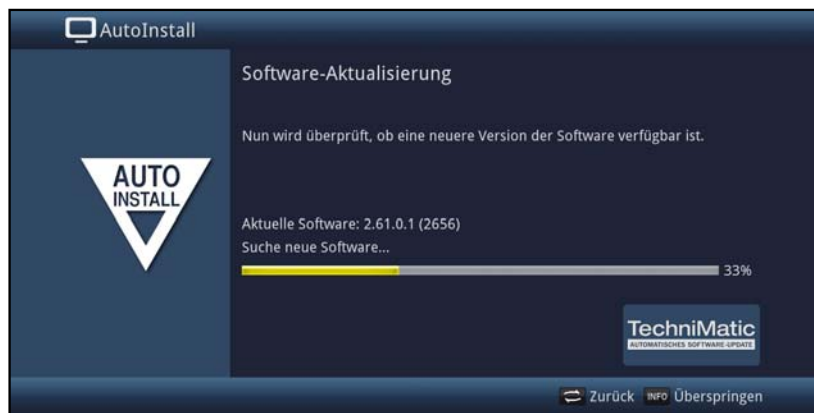 AutoInstall
Software-Aktualisierung
Nun wird überprüft, ob eine neuere Version der Software verfügbar ist.
AUTO
INSTALL
Aktuelle Software: 2.61.0.1 (2656)
Suche neue Software...
33%
TechniMatic
AUTOMATISCHES SOFTWARE-UPDATE
Zurück INFO Überspringen